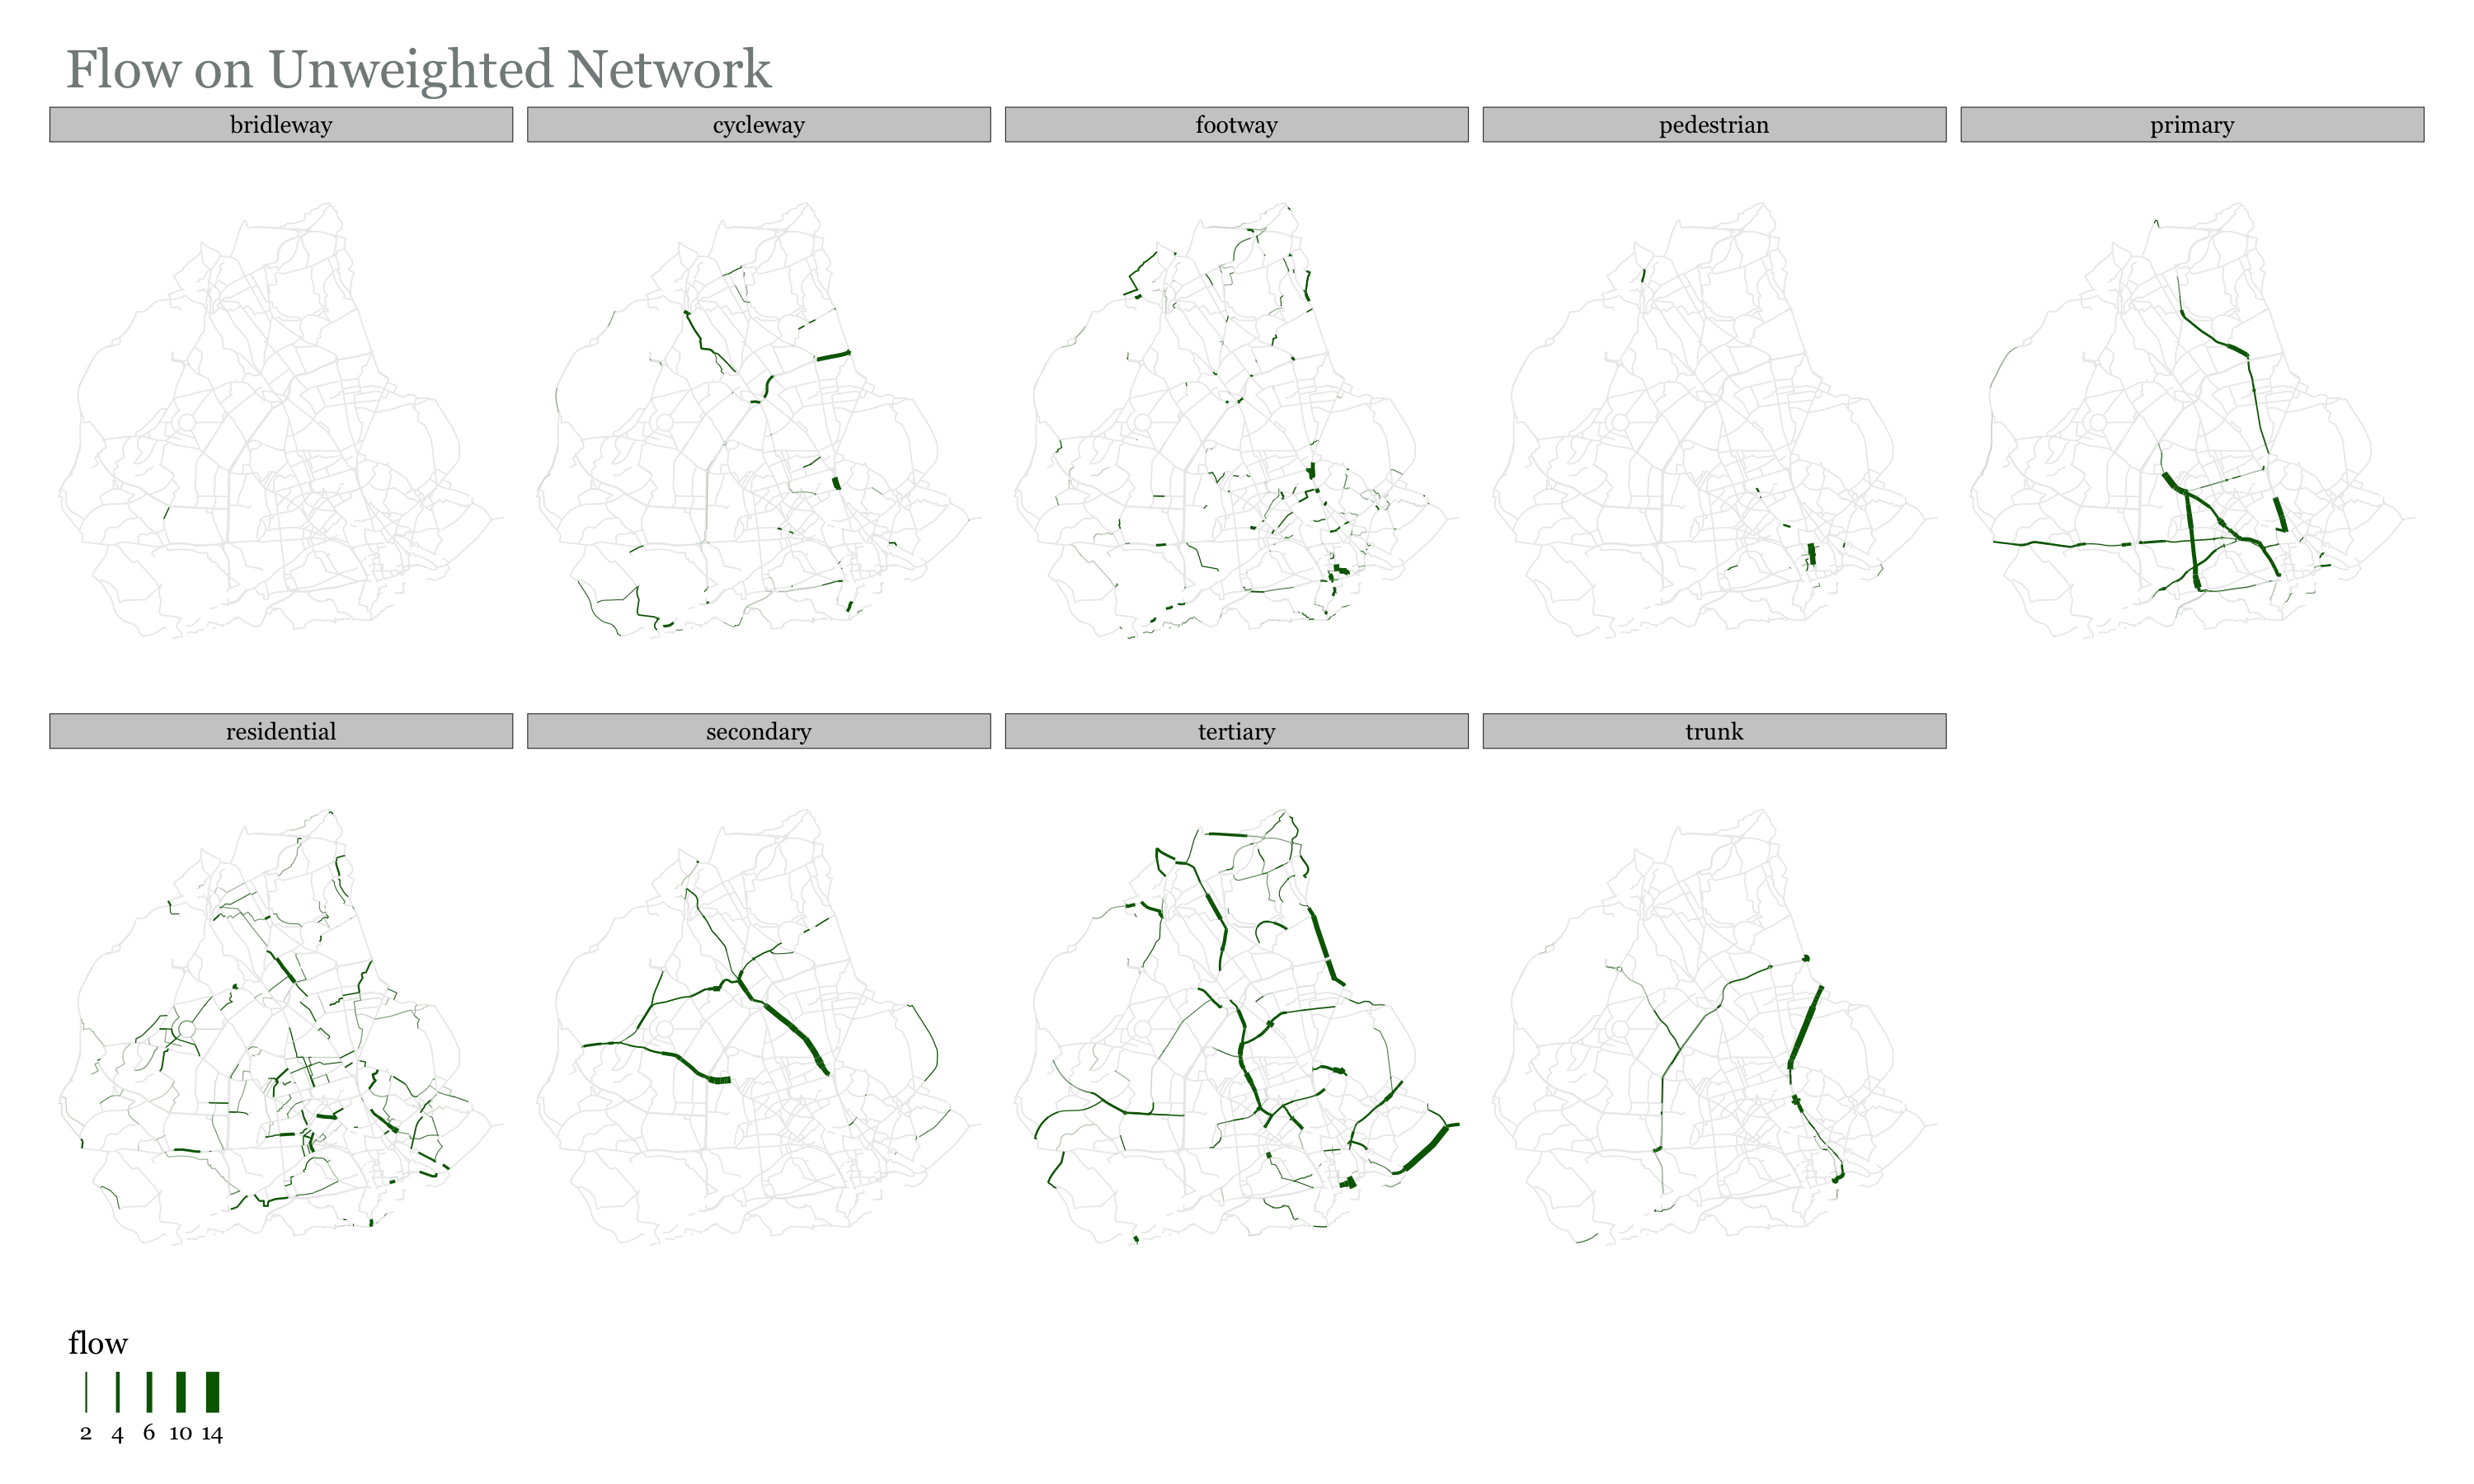 Flow on Unweighted Network
bridleway cycleway footway pedestrian primary
residential secondary tertiary trunk
flow
2 4 6 10 14